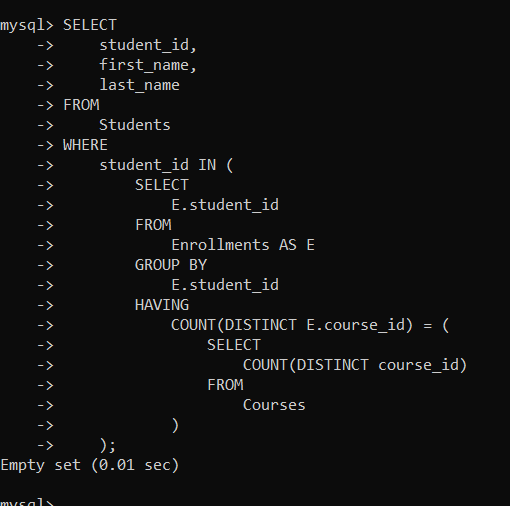 mysql> SELECT
    ->     student_id,
    ->     first_name,
    ->     last_name
    -> FROM
    ->     Students
    -> WHERE
    ->     student_id IN (
    ->         SELECT
    ->             E.student_id
    ->         FROM
    ->             Enrollments AS E
    ->         GROUP BY
    ->             E.student_id
    ->         HAVING
    ->             COUNT(DISTINCT E.course_id) = (
    ->                 SELECT
    ->                     COUNT(DISTINCT course_id)
    ->                 FROM
    ->                     Courses
    ->             )
    ->     );
Empty set (0.01 sec)
mysql>